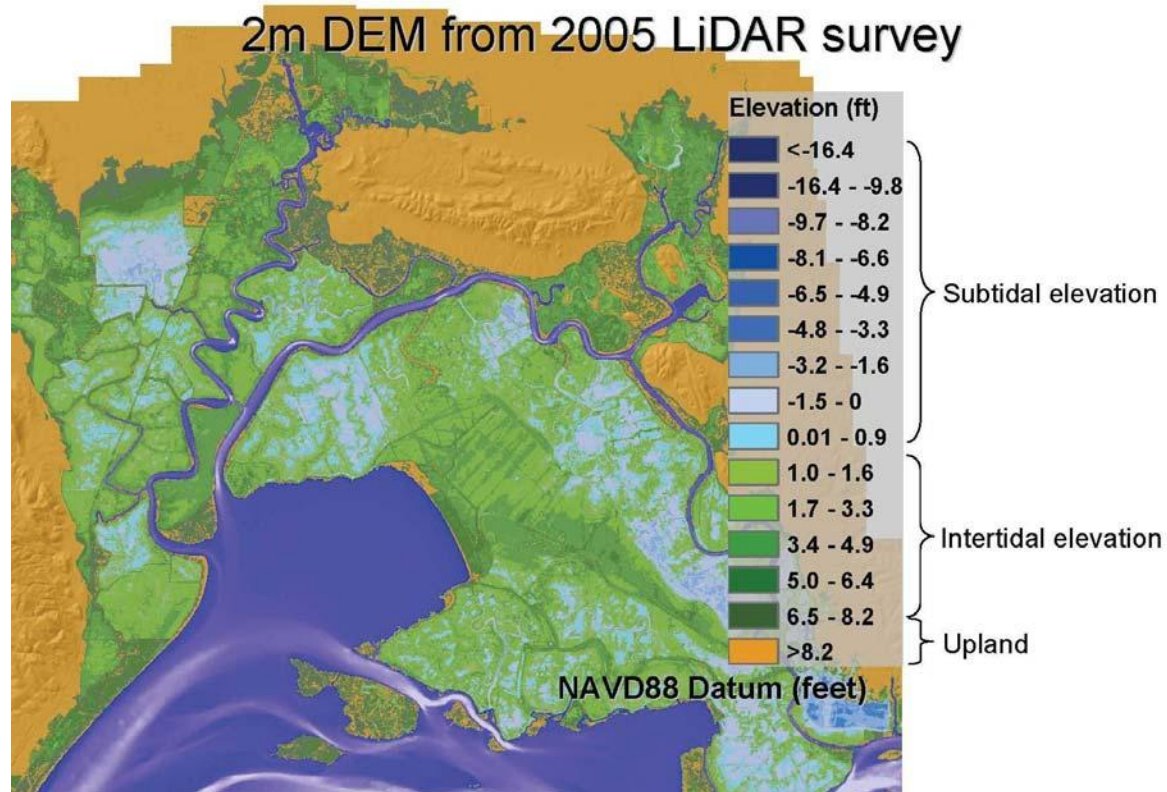 2m DEM from 2005 LiDAR survey
Elevation (ft)
<-16.4
-16.4 - -9.8
-9.7 - -8.2
-8.1 - -6.6
-6.5 - -4.9
-4.8 - -3.3
-3.2 - -1.6
-1.5 - 0
0.01 - 0.9
1.0 - 1.6
1.7 - 3.3
3.4 - 4.9
5.0 - 6.4
6.5 - 8.2
>8.2
Subtidal elevation
Intertidal elevation
Upland
NAVD88 Datum (feet)